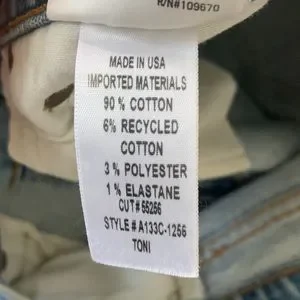 R/N#109670
MADE IN USA
IMPORTED MATERIALS
90 % COTTON
6% RECYCLED
COTTON
3 % POLYESTER
1 % ELASTANE
CUT# 55256
STYLE # A133C-1256
TONI